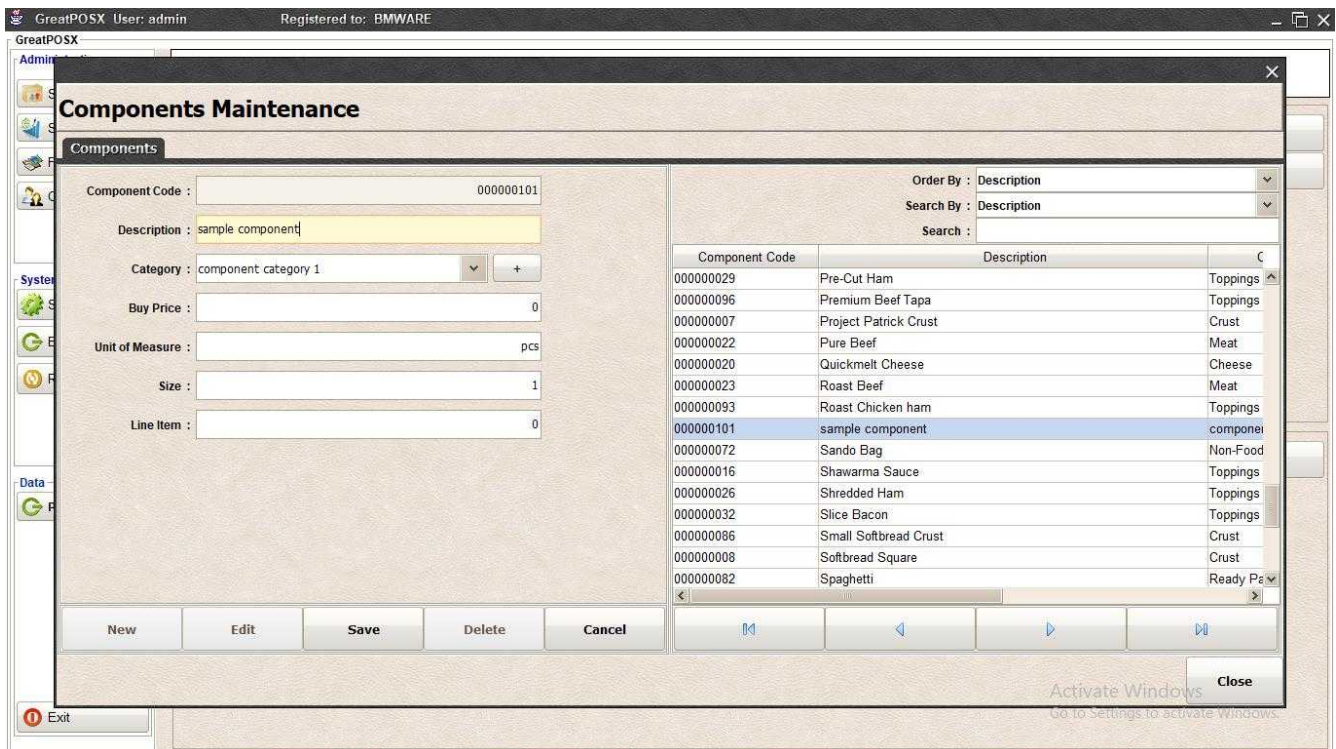 GreatPOSX User: admin Registered to: BMWARE
GreatPOSX
Admin
Components Maintenance
Components
Component Code : 000000101
Description : sample component
Category : component category 1 +
Buy Price : 0
Unit of Measure : pcs
Size : 1
Line Item : 0
Order By : Description
Search By : Description
Search :
Component Code Description C
000000029 Pre-Cut Ham Toppings
000000096 Premium Beef Tapa Toppings
000000007 Project Patrick Crust Crust
000000022 Pure Beef Meat
000000020 Quickmelt Cheese Cheese
000000023 Roast Beef Meat
000000093 Roast Chicken ham Toppings
000000101 sample component compone
000000072 Sando Bag Non-Food
000000016 Shawarma Sauce Toppings
000000026 Shredded Ham Toppings
000000032 Slice Bacon Toppings
000000086 Small Softbread Crust Crust
000000008 Softbread Square Crust
000000082 Spaghetti Ready Pa
New Edit Save Delete Cancel
Close
System
Data
Exit
Activate Windows
Go to Settings to activate Windows.